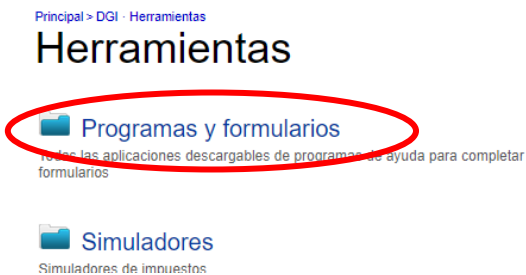 Principal > DGI · Herramientas
Herramientas
Programas y formularios
Todas las aplicaciones descargables de programas de ayuda para completar
formularios
Simuladores
Simuladores de impuestos